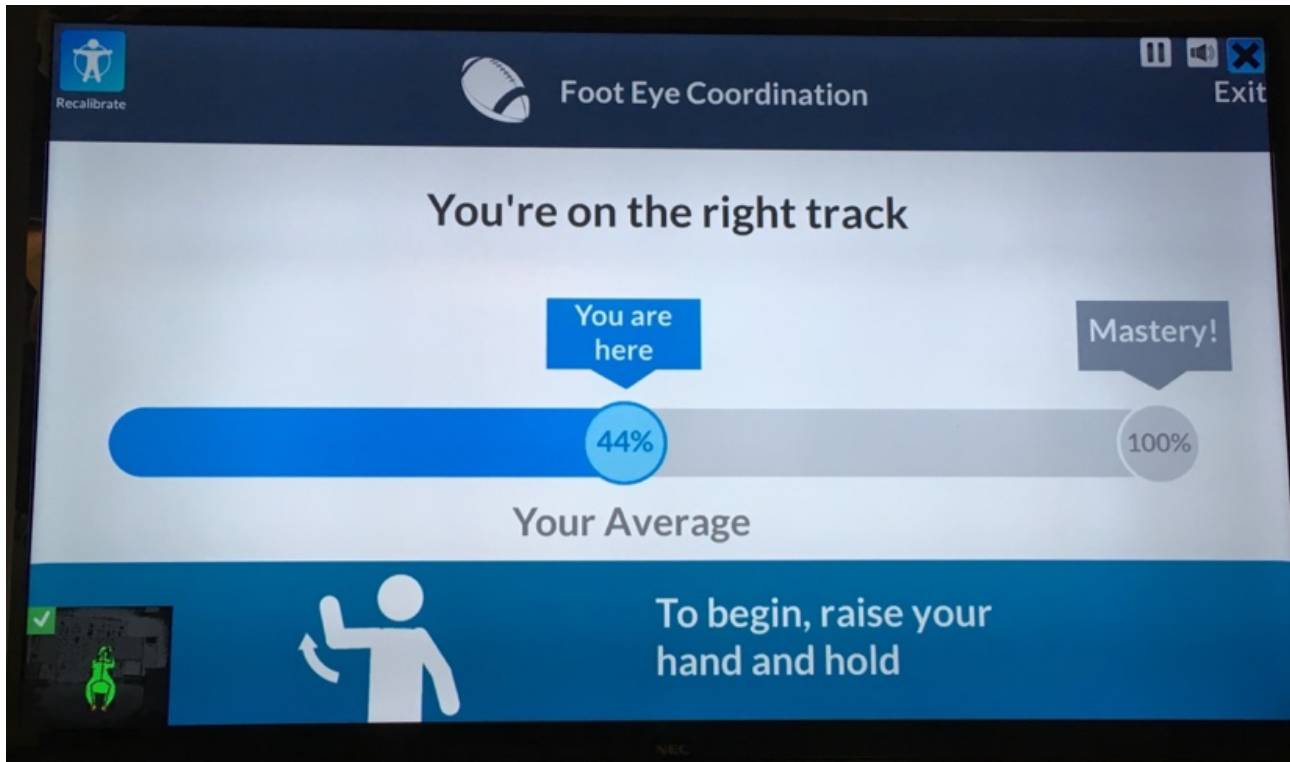 Recalibrate
Foot Eye Coordination
Exit
You're on the right track
You are
here
Mastery!
44%
100%
Your Average
To begin, raise your
hand and hold
NEC